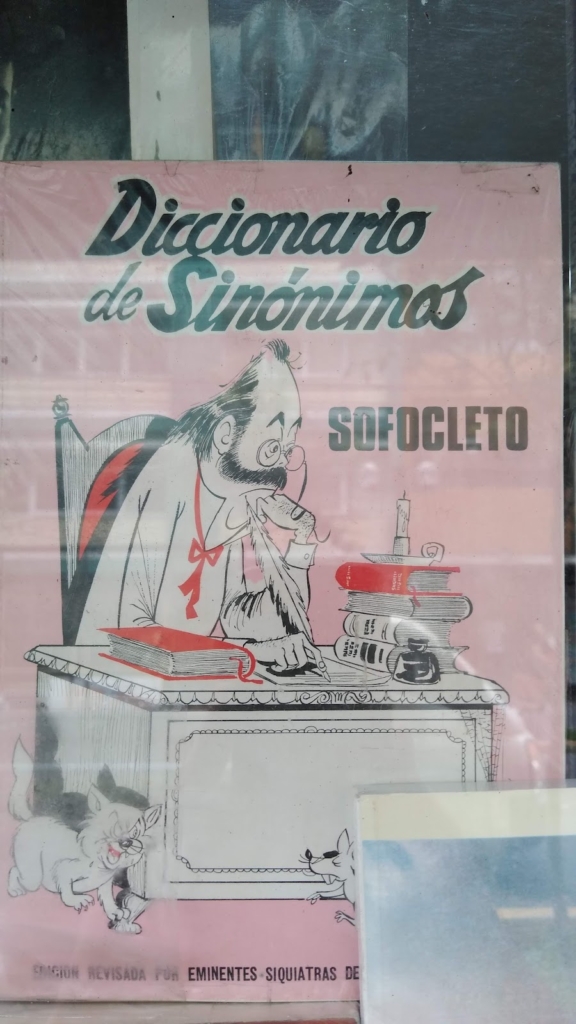 Diccionario
de Sinónimos
SOFOCLETO
EDICION REVISADA POR EMINENTES SIQUIATRAS DE